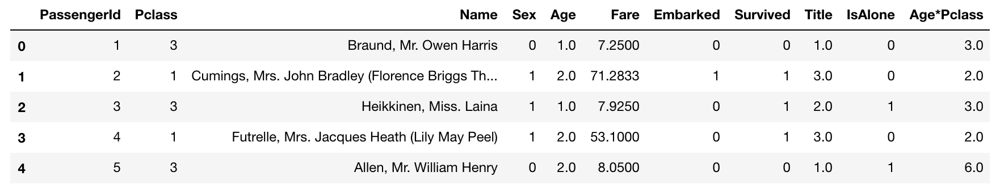 PassengerId Pclass Name Sex Age Fare Embarked Survived Title IsAlone Age*Pclass
0 1 3 Braund, Mr. Owen Harris 0 1.0 7.2500 0 0 1.0 0 3.0
1 2 1 Cumings, Mrs. John Bradley (Florence Briggs Th... 1 2.0 71.2833 1 1 3.0 0 2.0
2 3 3 Heikkinen, Miss. Laina 1 1.0 7.9250 0 1 2.0 1 3.0
3 4 1 Futrelle, Mrs. Jacques Heath (Lily May Peel) 1 2.0 53.1000 0 1 3.0 0 2.0
4 5 3 Allen, Mr. William Henry 0 2.0 8.0500 0 0 1.0 1 6.0